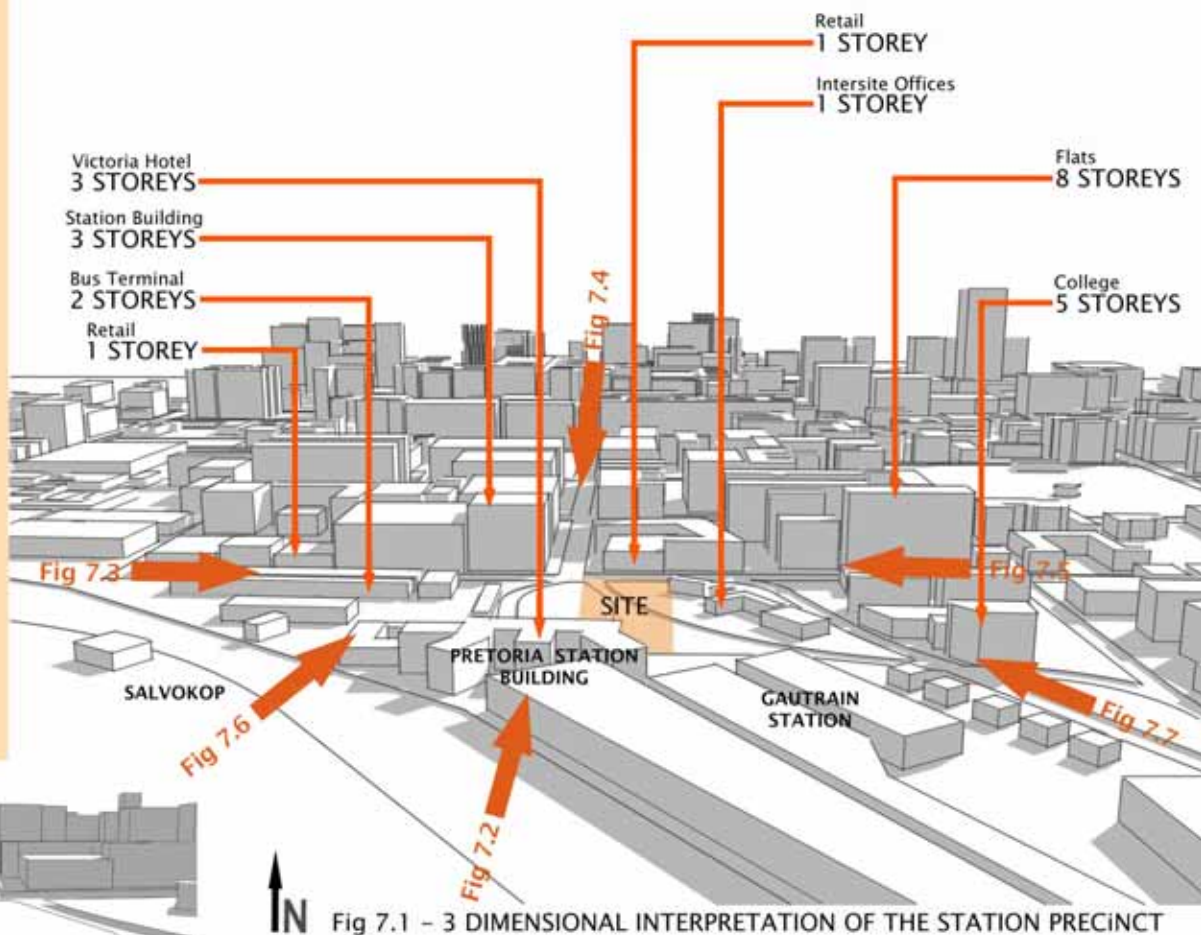 Retail
1 STOREY
Intersite Offices
1 STOREY
Victoria Hotel
3 STOREYS
Flats
8 STOREYS
Station Building
3 STOREYS
Bus Terminal
2 STOREYS
College
5 STOREYS
Retail
1 STOREY
Fig 7.4
Fig 7.3
Fig 7.5
SITE
PRETORIA STATION
BUILDING
SALVOKOP
GAUTRAIN
STATION
Fig 7.6
Fig 7.7
Fig 7.2
N
Fig 7.1 – 3 DIMENSIONAL INTERPRETATION OF THE STATION PRECiNCT